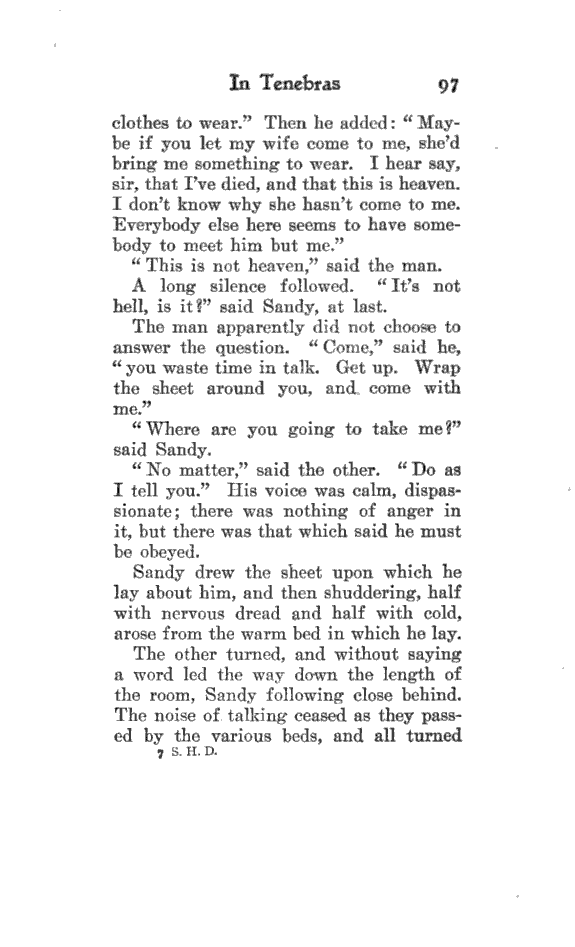 In Tenebras 97
clothes to wear.” Then he added: “ May-
be if you let my wife come to me, she’d
bring me something to wear. I hear say,
sir, that I’ve died, and that this is heaven.
I don’t know why she hasn’t come to me.
Everybody else here seems to have some-
body to meet him but me.”
“ This is not heaven,” said the man.
A long silence followed. “ It’s not
hell, is it?” said Sandy, at last.
The man apparently did not choose to
answer the question. “ Come,” said he,
“ you waste time in talk. Get up. Wrap
the sheet around you, and come with
me.”
“ Where are you going to take me?”
said Sandy.
“ No matter,” said the other. “ Do as
I tell you.” His voice was calm, dispas-
sionate; there was nothing of anger in
it, but there was that which said he must
be obeyed.
Sandy drew the sheet upon which he
lay about him, and then shuddering, half
with nervous dread and half with cold,
arose from the warm bed in which he lay.
The other turned, and without saying
a word led the way down the length of
the room, Sandy following close behind.
The noise of talking ceased as they pass-
ed by the various beds, and all turned
7 S. H. D.